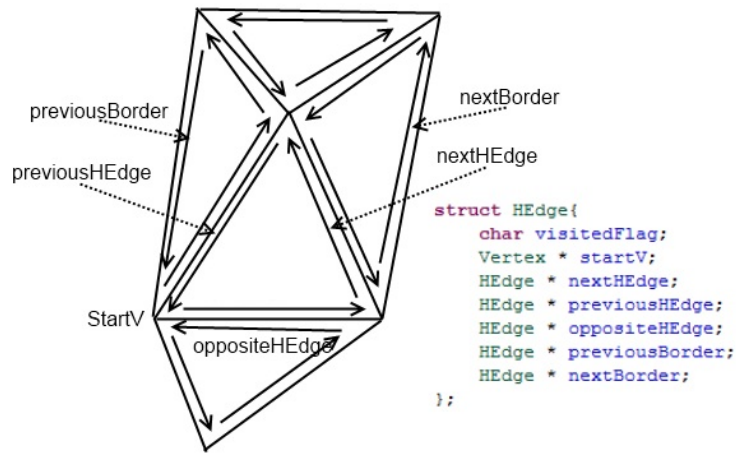 previousBorder
nextBorder
previousHEdge
nextHEdge
StartV
oppositeHEdge
struct HEdge{
char visitedFlag;
Vertex * startV;
HEdge * nextHEdge;
HEdge * previousHEdge;
HEdge * oppositeHEdge;
HEdge * previousBorder;
HEdge * nextBorder;
};